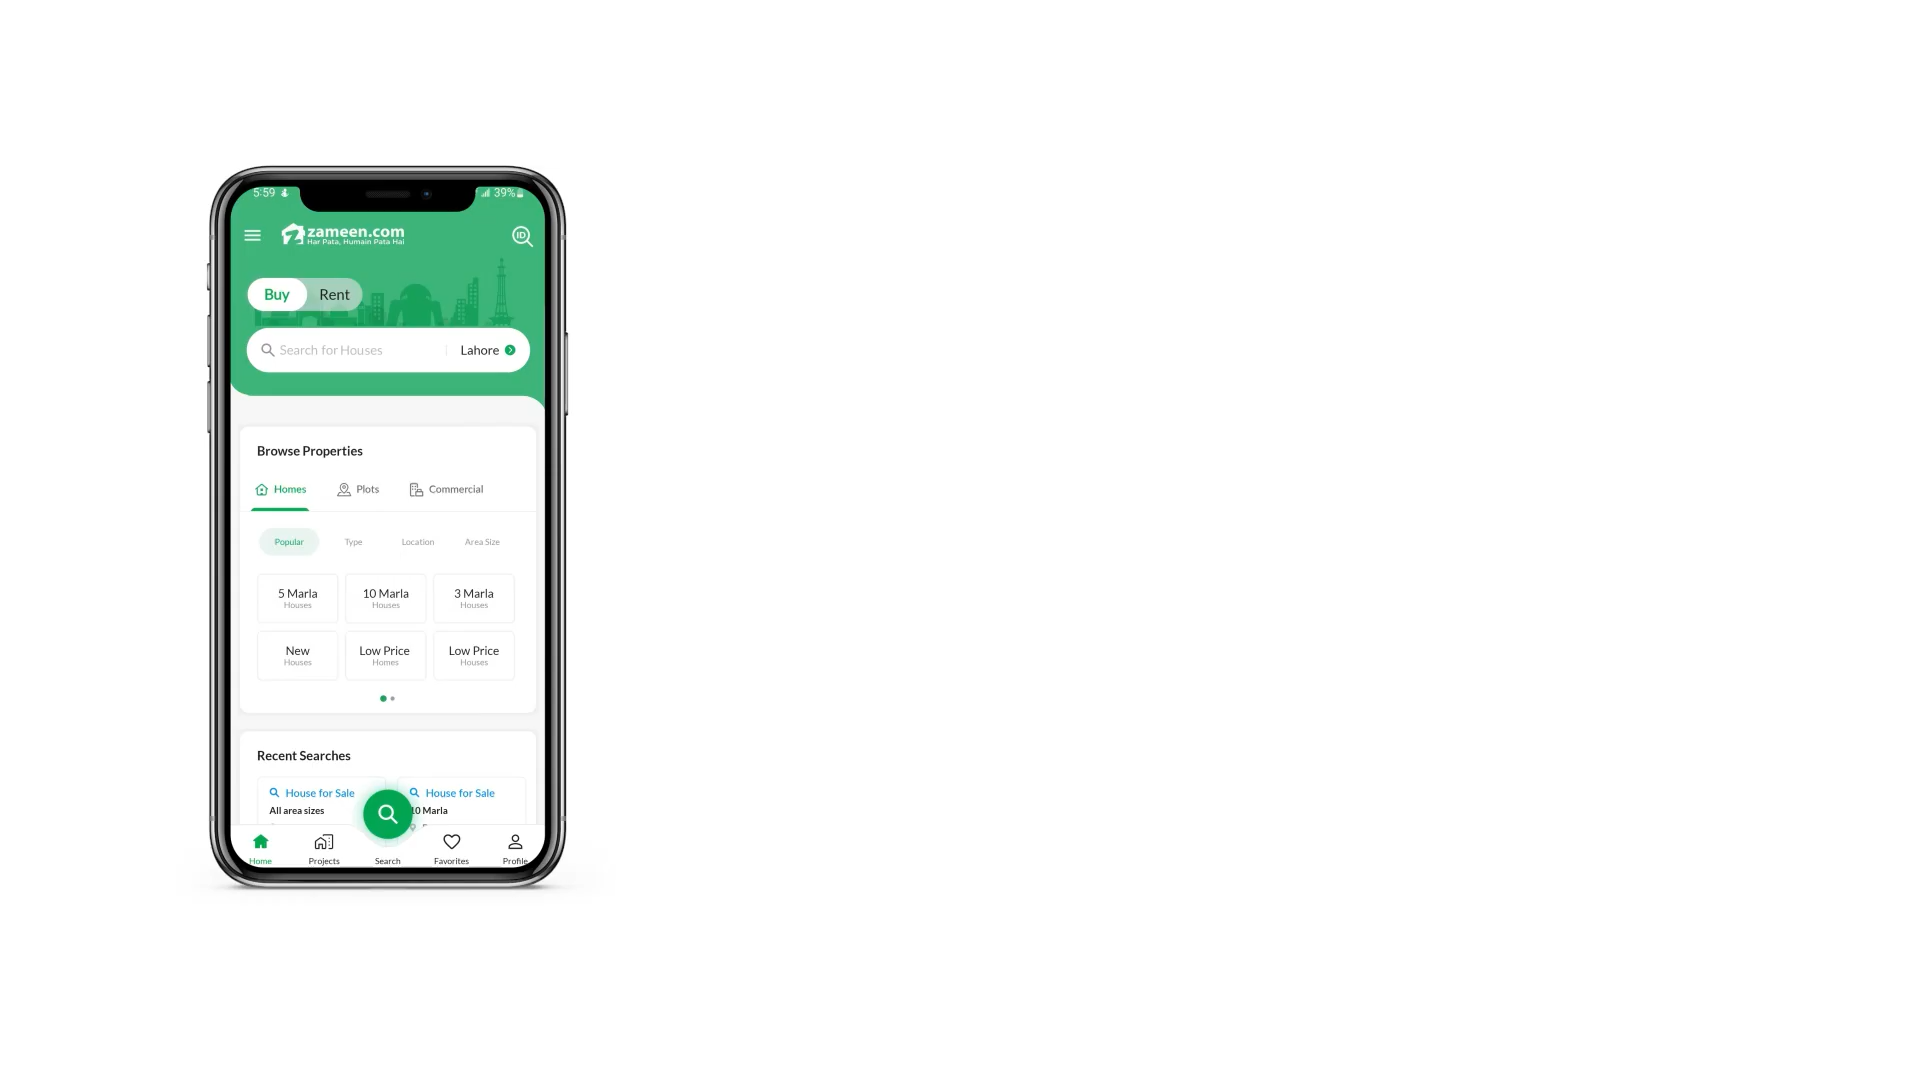 5:59
39%
zameen.com
Har Pata, Humain Pata Hai
ID
Buy Rent
Search for Houses Lahore
Browse Properties
Homes Plots Commercial
Popular Type Location Area Size
5 Marla 10 Marla 3 Marla
Houses Houses Houses
New Low Price Low Price
Houses Homes Houses
Recent Searches
House for Sale House for Sale
All area sizes 10 Marla
Home Projects Search Favorites Profile